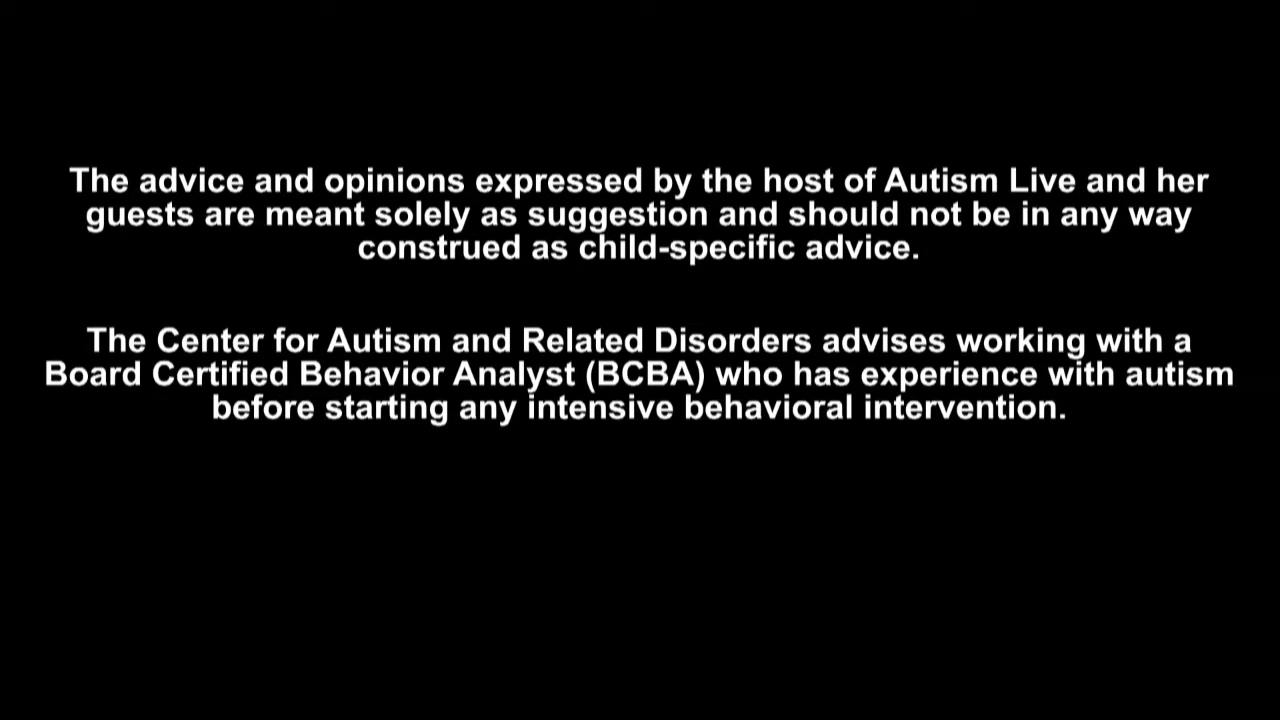 The advice and opinions expressed by the host of Autism Live and her
guests are meant solely as suggestion and should not be in any way
construed as child-specific advice.
The Center for Autism and Related Disorders advises working with a
Board Certified Behavior Analyst (BCBA) who has experience with autism
before starting any intensive behavioral intervention.